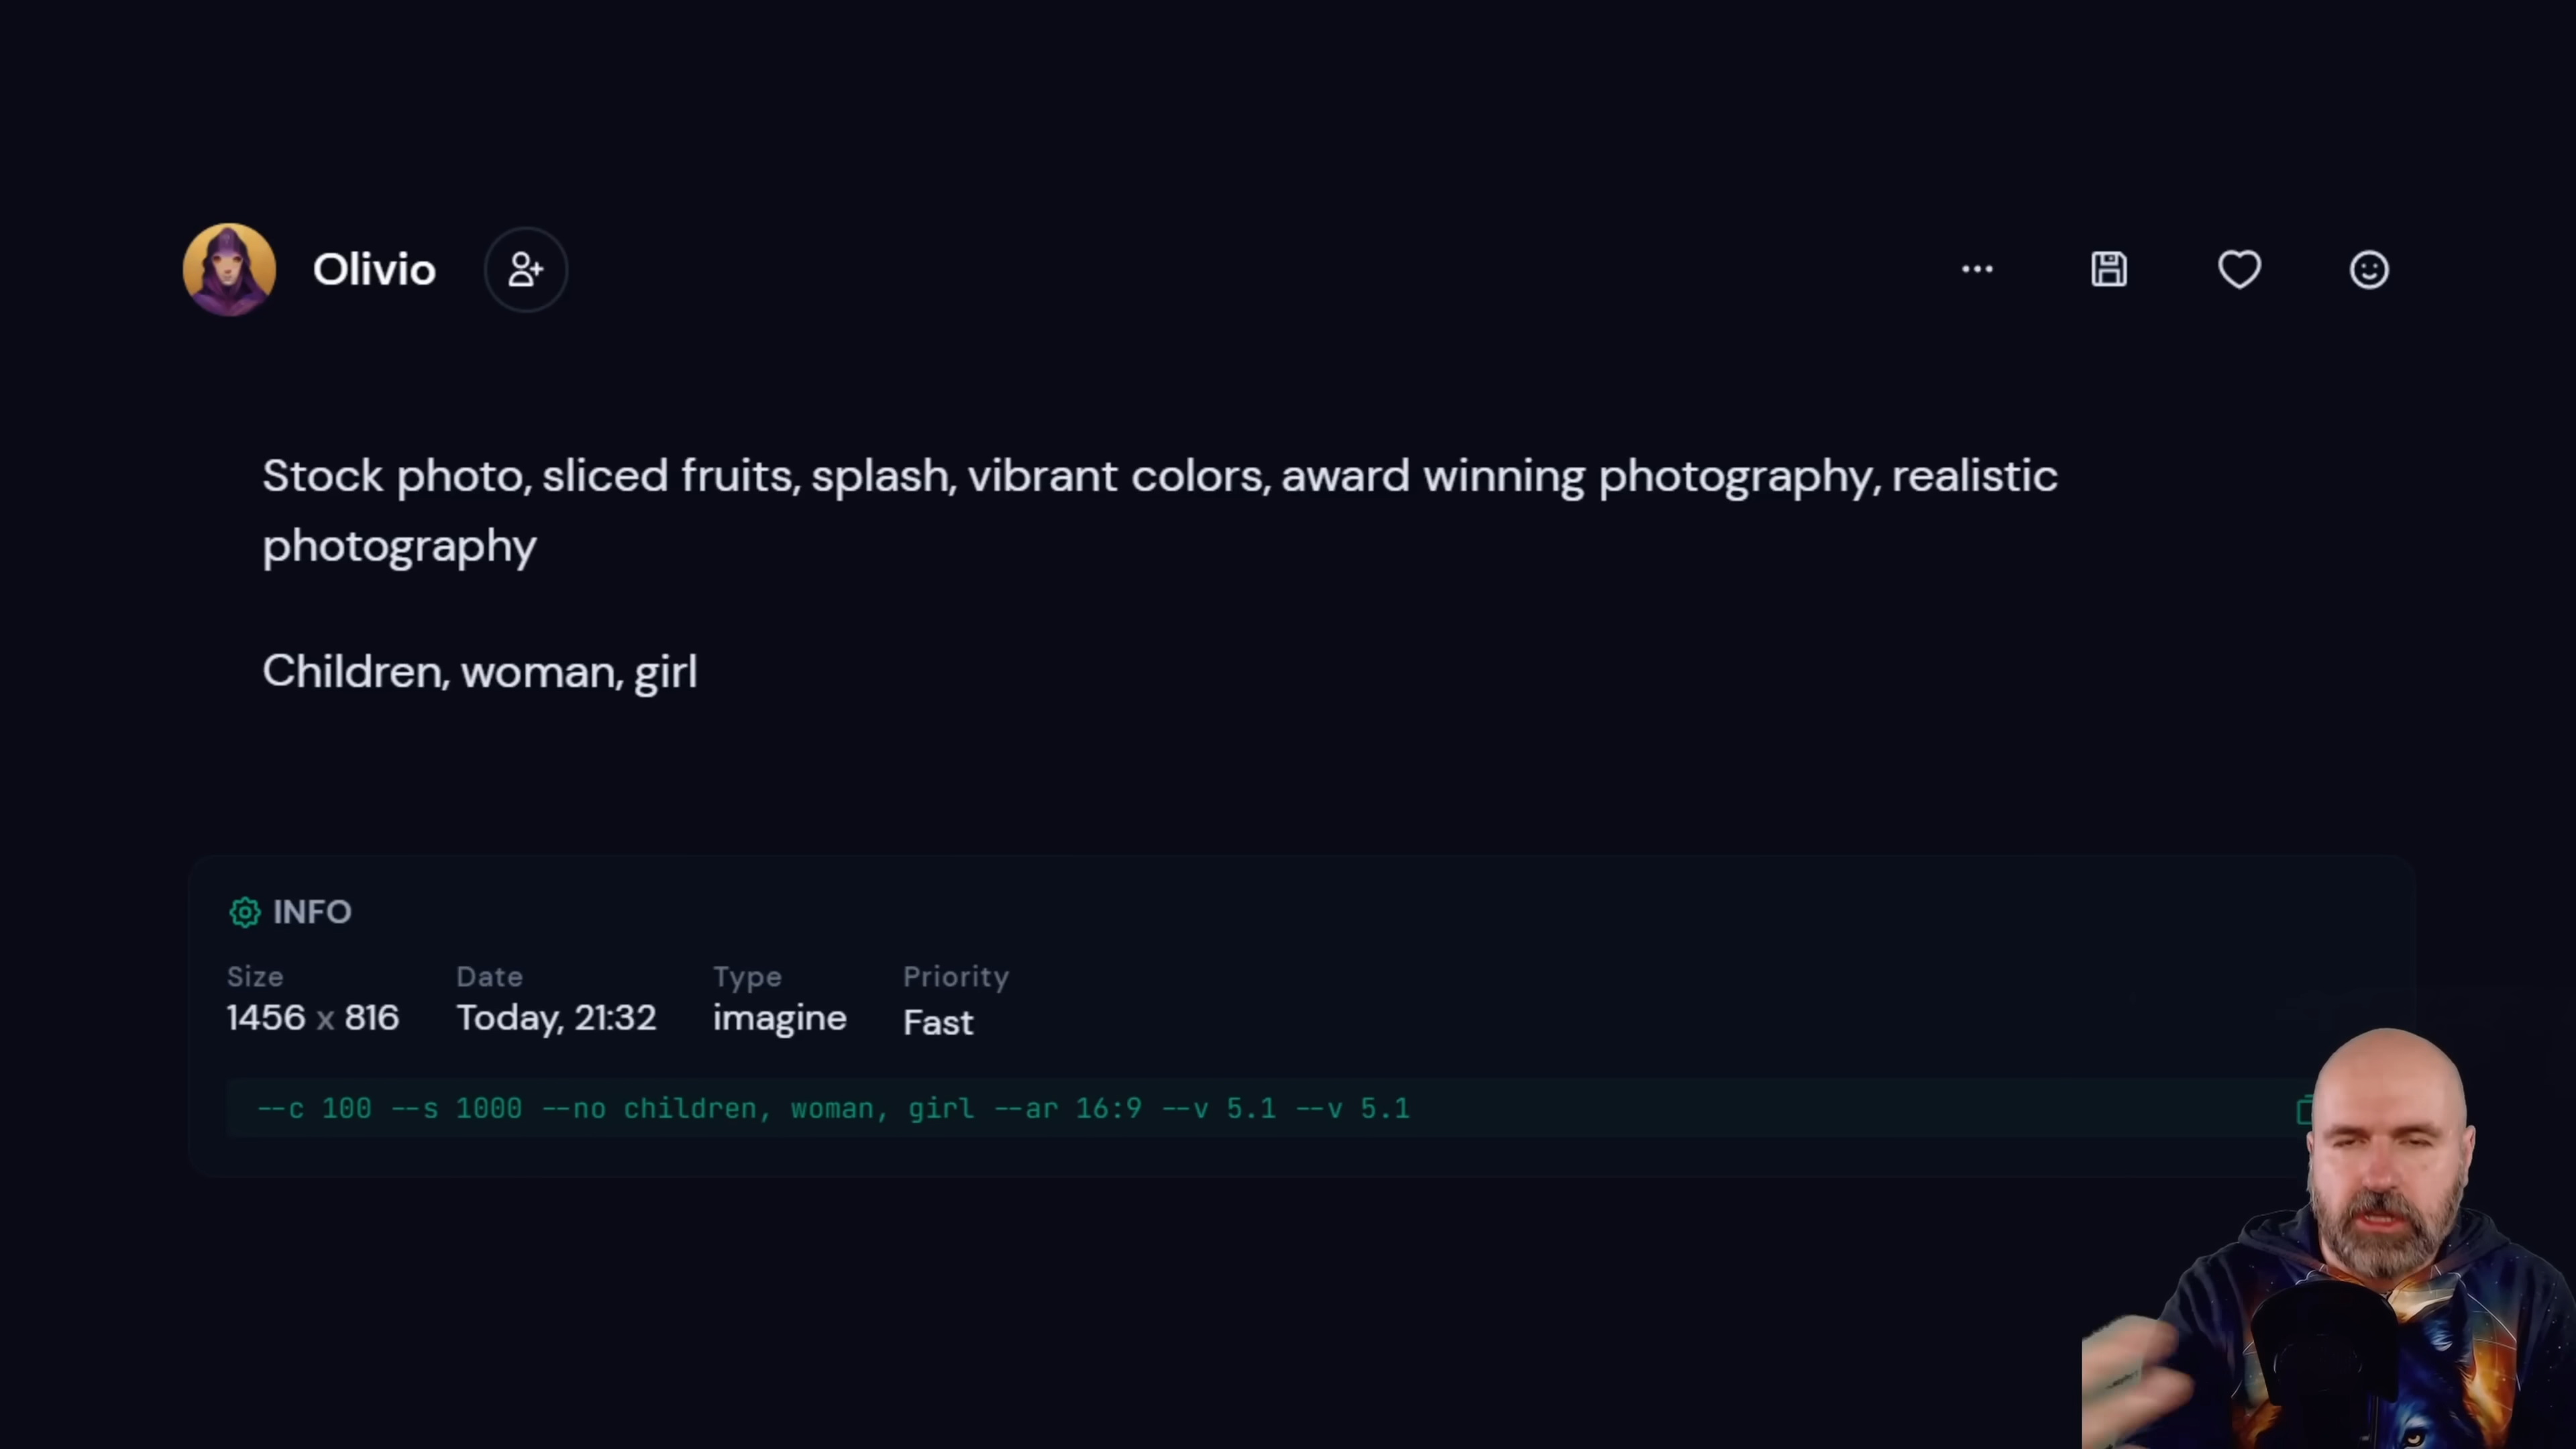 Olivio
Stock photo, sliced fruits, splash, vibrant colors, award winning photography, realistic
photography
Children, woman, girl
INFO
Size Date Type Priority
1456 x 816 Today, 21:32 imagine Fast
--c 100 --s 1000 --no children, woman, girl --ar 16:9 --v 5.1 --v 5.1